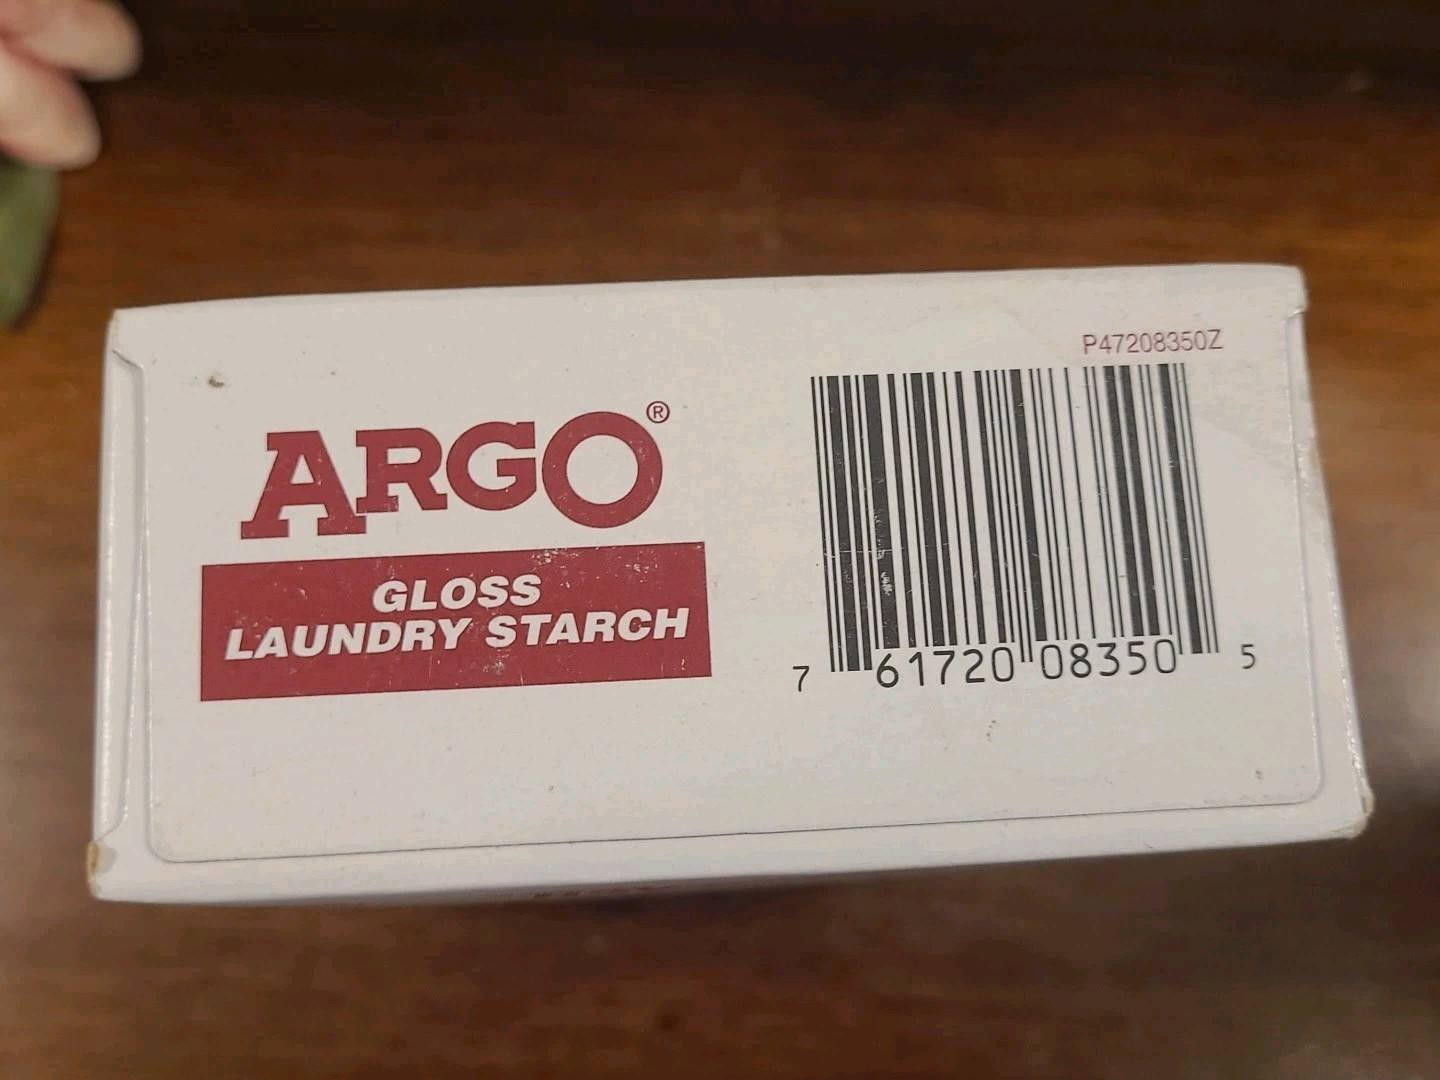 ARGO®
GLOSS
LAUNDRY STARCH
P47208350Z
7 61720 08350 5